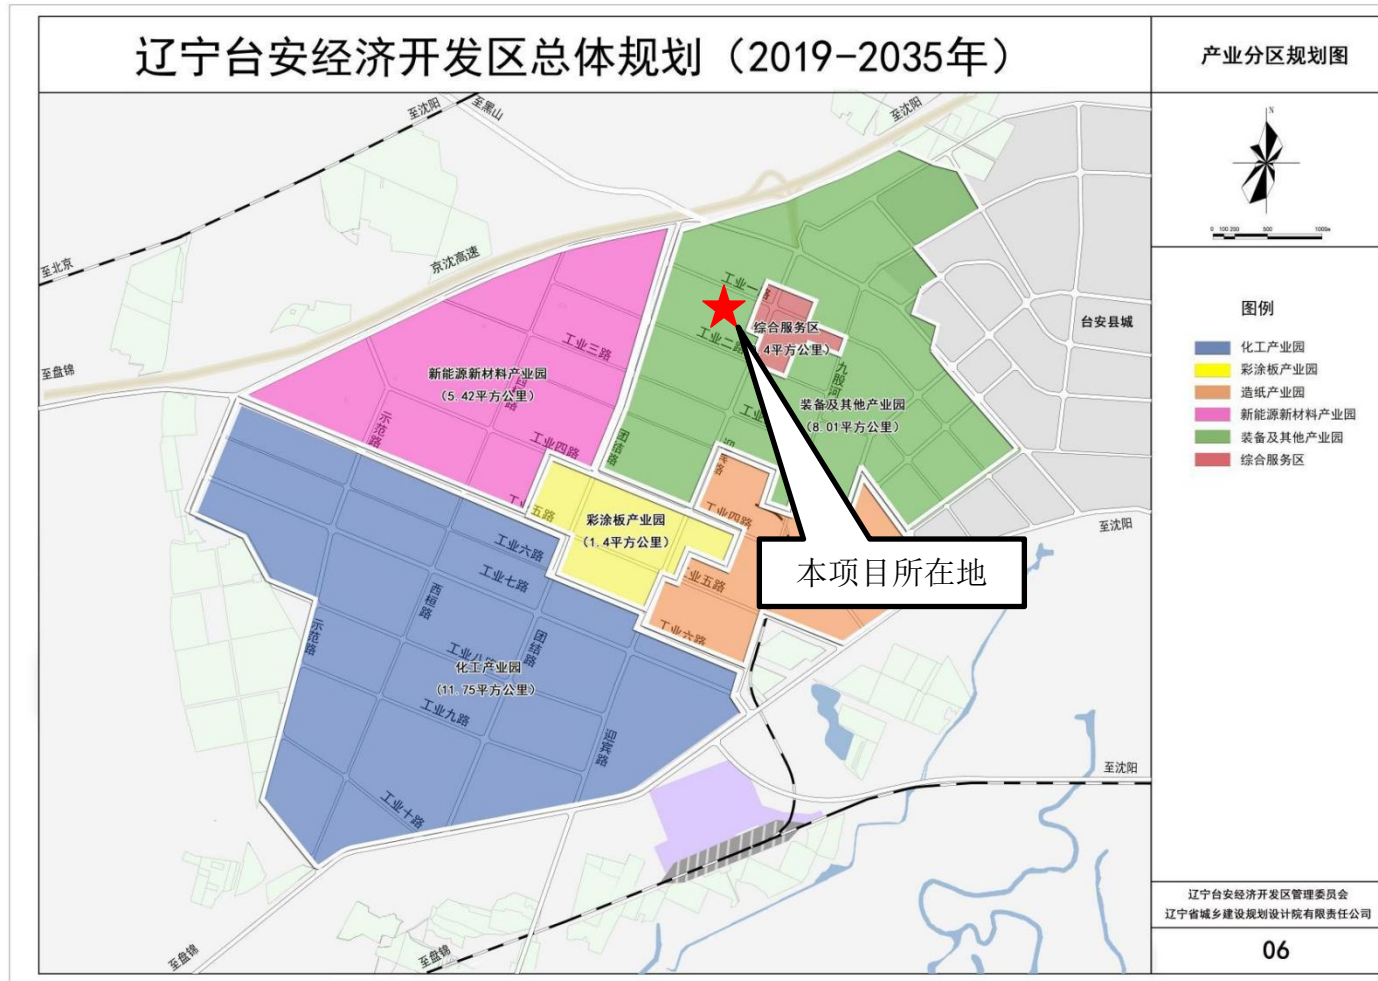 辽宁台安经济开发区总体规划（2019-2035年）
产业分区规划图
至沈阳
至黑山
至沈阳
N
0 100 200 500 1000m
至北京
京沈高速
至盘锦
工业一路
工业二路
工业三路
综合服务区
4平方公里）
台安县城
新能源新材料产业园
（5.42平方公里）
九股河
装备及其他产业园
（8.01平方公里）
示范路
工业四路
团结路
五路
工业四路
彩涂板产业园
（1.4平方公里）
工业五路
工业六路
工业六路
工业七路
西桓路
示范路
团结路
化工产业园
（11.75平方公里）
工业九路
迎宾路
工业十路
本项目所在地
至沈阳
至沈阳
至盘锦
至盘锦
图例
化工产业园
彩涂板产业园
造纸产业园
新能源新材料产业园
装备及其他产业园
综合服务区
辽宁台安经济开发区管理委员会
辽宁省城乡建设规划设计院有限责任公司
06